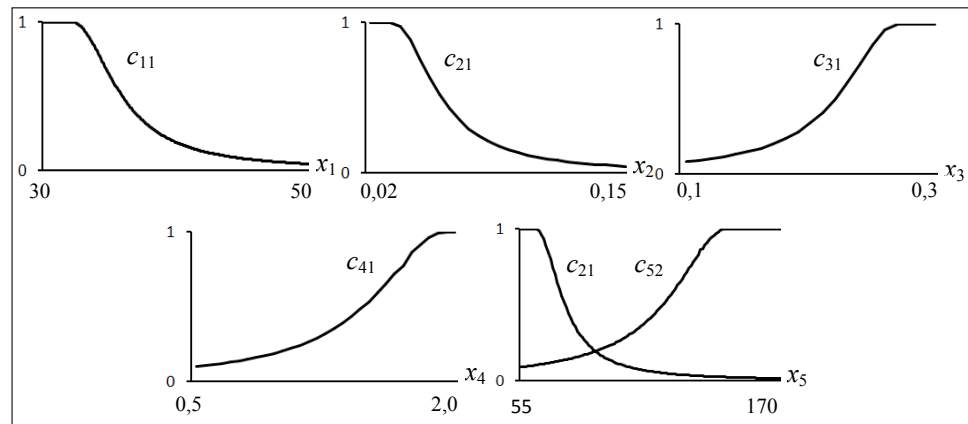 1 c11 0 30 50 x1
1 c21 0 0,02 0,15 x2
1 c31 0 0,1 0,3 x3
1 c41 0 0,5 2,0 x4
1 c21 c52 0 55 170 x5